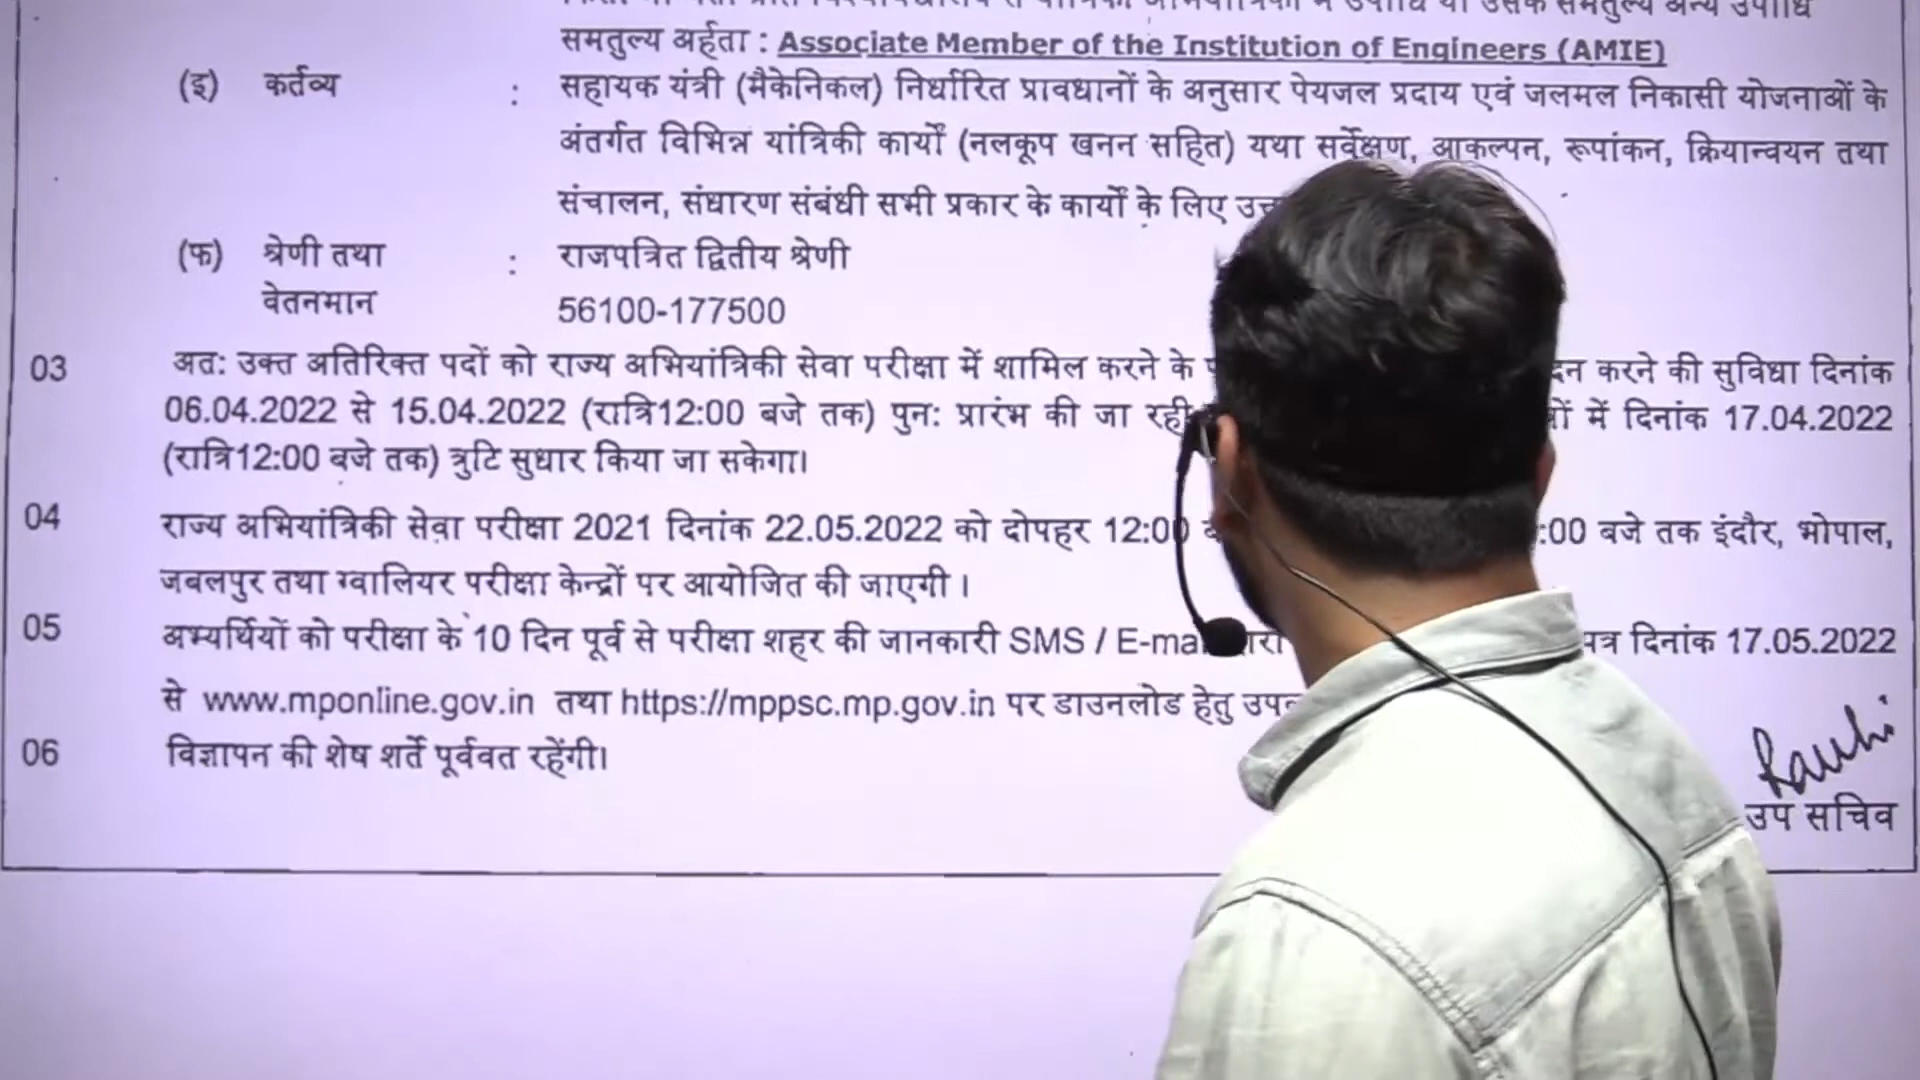 समतुल्य अर्हता : Associate Member of the Institution of Engineers (AMIE)
(इ) कर्तव्य : सहायक यंत्री (मैकेनिकल) निर्धारित प्रावधानों के अनुसार पेयजल प्रदाय एवं जलमल निकासी योजनाओं के
अंतर्गत विभिन्न यांत्रिकी कार्यों (नलकूप खनन सहित) यथा सर्वेक्षण, आकल्पन, रूपांकन, क्रियान्वयन तथा
संचालन, संधारण संबंधी सभी प्रकार के कार्यों के लिए
(फ) श्रेणी तथा : राजपत्रित द्वितीय श्रेणी
वेतनमान 56100-177500
03 अतः उक्त अतिरिक्त पदों को राज्य अभियांत्रिकी सेवा परीक्षा में शामिल करने के करने की सुविधा दिनांक
06.04.2022 से 15.04.2022 (रात्रि12:00 बजे तक) पुनः प्रारंभ की जा रही में दिनांक 17.04.2022
(रात्रि12:00 बजे तक) त्रुटि सुधार किया जा सकेगा।
04 राज्य अभियांत्रिकी सेवा परीक्षा 2021 दिनांक 22.05.2022 को दोपहर 12:00 :00 बजे तक इंदौर, भोपाल,
जबलपुर तथा ग्वालियर परीक्षा केन्द्रों पर आयोजित की जाएगी।
05 अभ्यर्थियों को परीक्षा के 10 दिन पूर्व से परीक्षा शहर की जानकारी SMS / दिनांक 17.05.2022
से www.mponline.gov.in तथा https://mppsc.mp.gov.in पर डाउनलोड हेतु
06 विज्ञापन की शेष शर्तें पूर्ववत रहेंगी।
उप सचिव